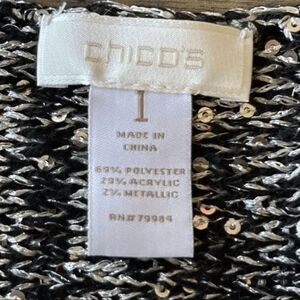 chico's
1
MADE IN
CHINA
69% POLYESTER
29% ACRYLIC
2% METALLIC
RN#79984